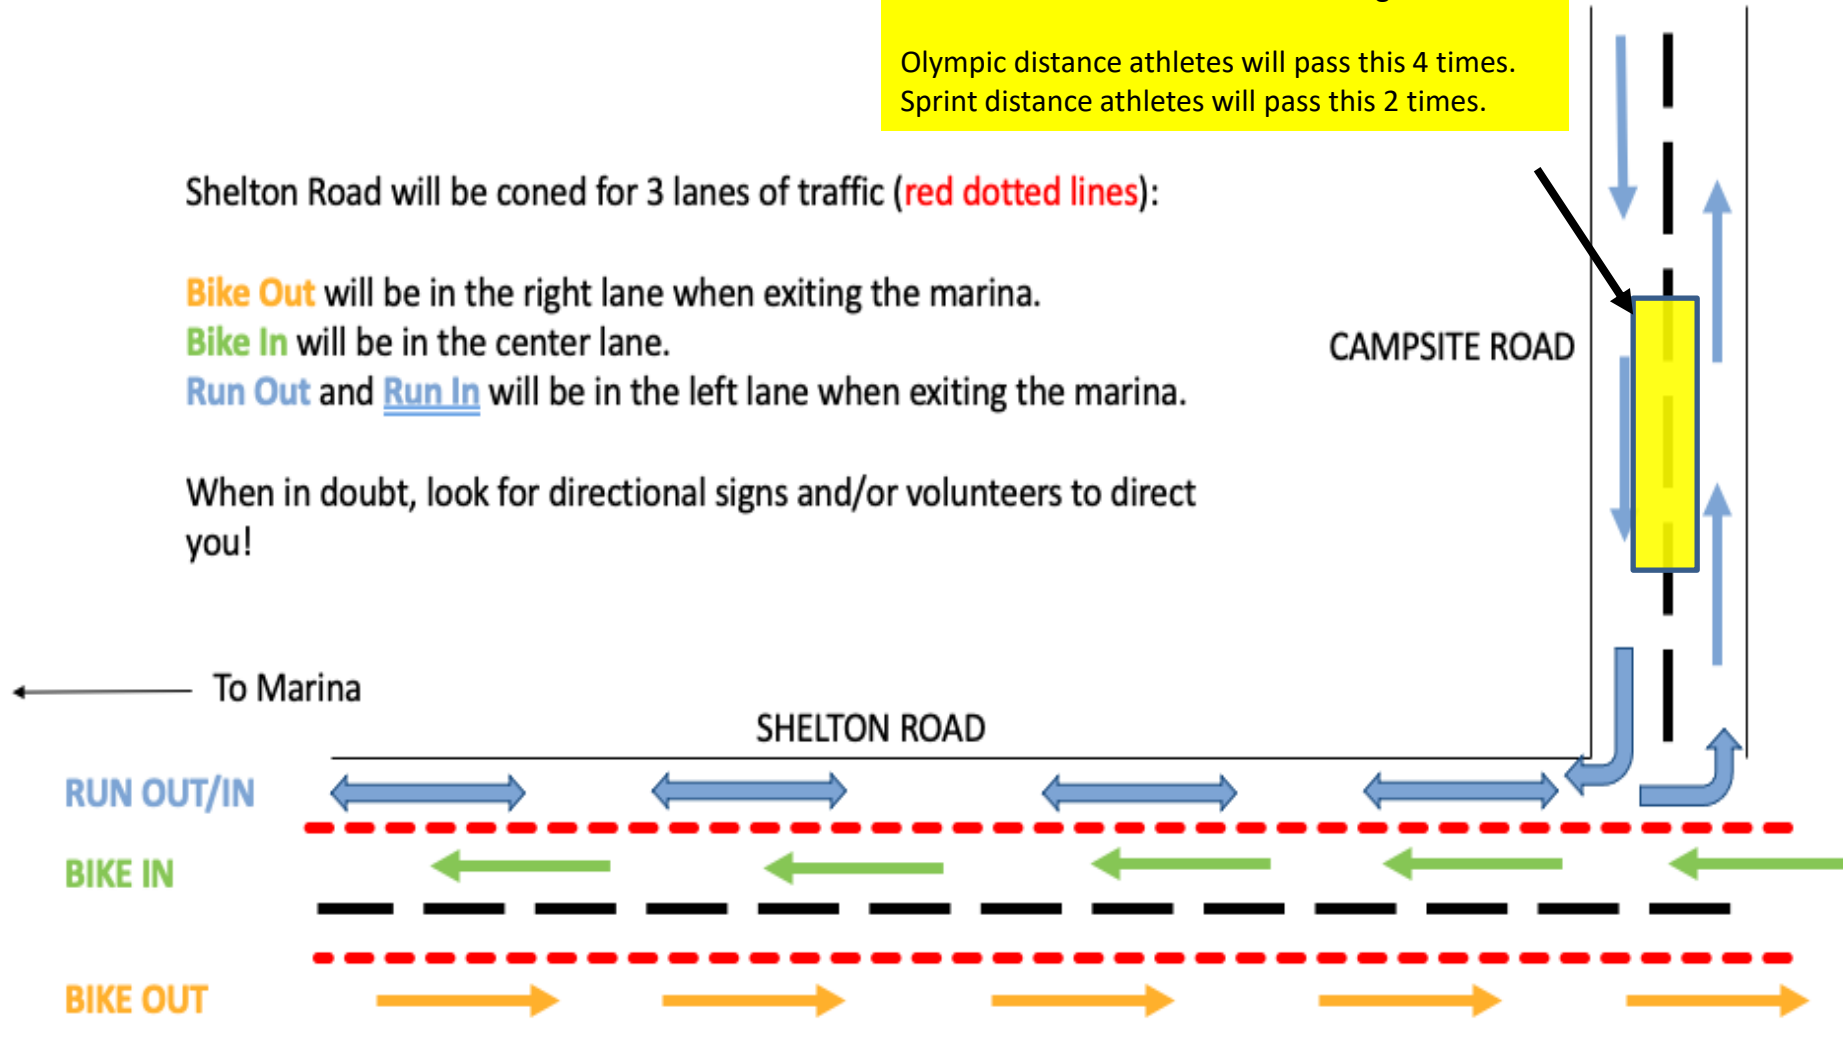 Olympic distance athletes will pass this 4 times.
Sprint distance athletes will pass this 2 times.
Shelton Road will be coned for 3 lanes of traffic (red dotted lines):
Bike Out will be in the right lane when exiting the marina.
Bike In will be in the center lane.
Run Out and Run In will be in the left lane when exiting the marina.
When in doubt, look for directional signs and/or volunteers to direct
you!
CAMPSITE ROAD
To Marina
SHELTON ROAD
RUN OUT/IN
BIKE IN
BIKE OUT